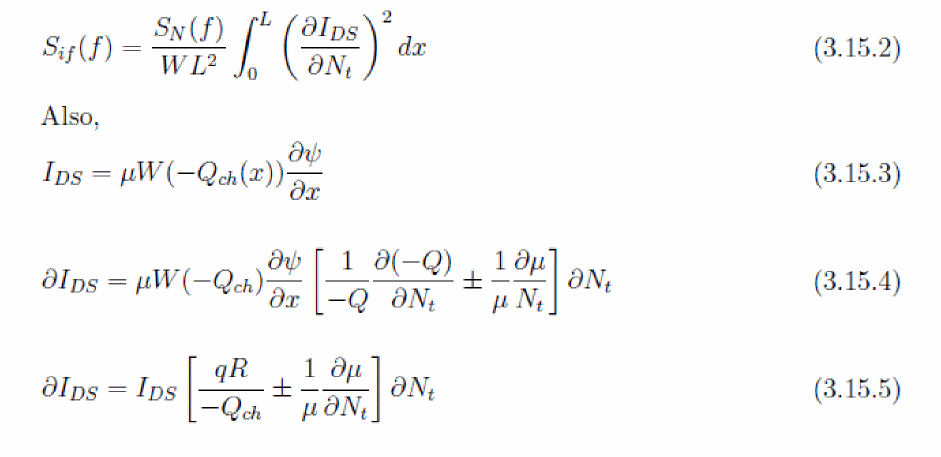 S_{if}(f) = \frac{S_N(f)}{WL^2} \int_0^L \left( \frac{\partial I_{DS}}{\partial N_t} \right)^2 dx (3.15.2)
Also,
I_{DS} = \mu W(-Q_{ch}(x)) \frac{\partial \psi}{\partial x} (3.15.3)
\partial I_{DS} = \mu W(-Q_{ch}) \frac{\partial \psi}{\partial x} \left[ \frac{1}{-Q} \frac{\partial(-Q)}{\partial N_t} \pm \frac{1}{\mu} \frac{\partial \mu}{N_t} \right] \partial N_t (3.15.4)
\partial I_{DS} = I_{DS} \left[ \frac{qR}{-Q_{ch}} \pm \frac{1}{\mu} \frac{\partial \mu}{\partial N_t} \right] \partial N_t (3.15.5)